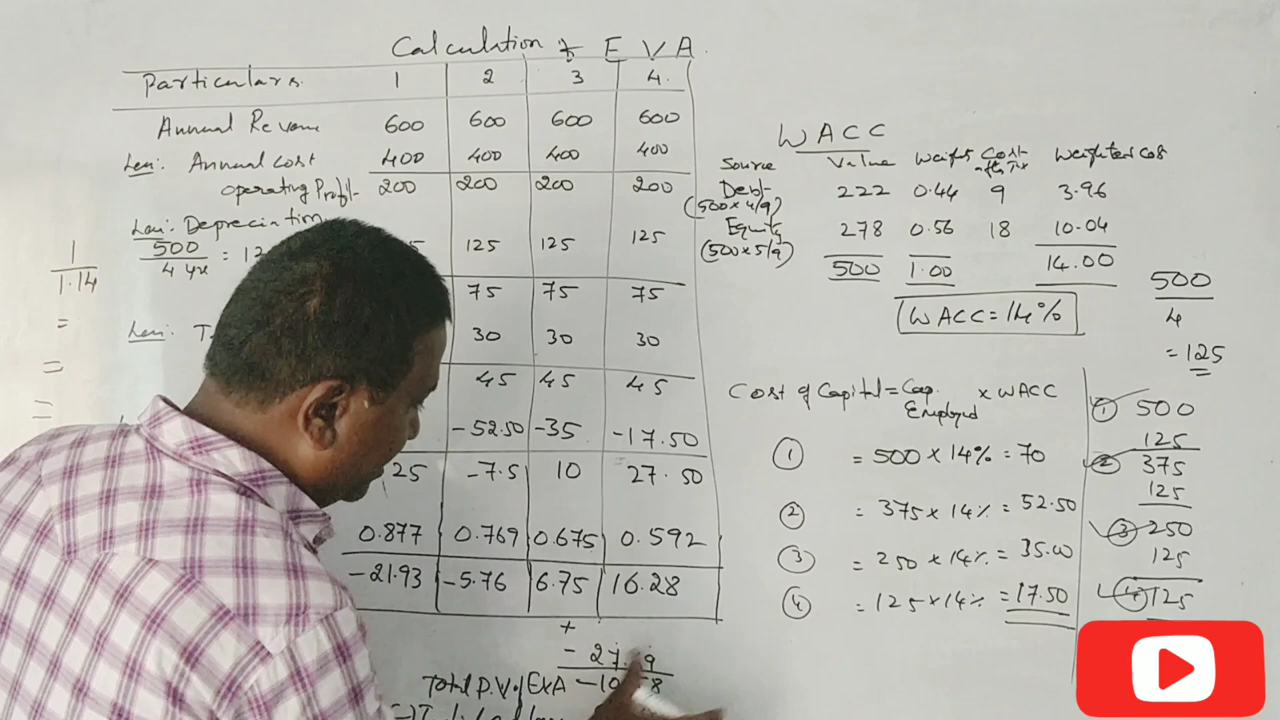 Calculation of E V A.
Particulars. 1 2 3 4.
Annual Revenue 600 600 600 600
Less: Annual cost 400 400 400 400
operating Profit 200 200 200 200
Less: Depreciation
500 / 4 yrs = 12 125 125 125
75 75 75
Less: T 30 30 30
45 45 45
-52.50 -35 -17.50
25 -7.5 10 27.50
0.877 0.769 0.675 0.592
-21.93 -5.76 6.75 16.28
+
- 27. 9
Total P.V. of EVA -10 8
1
1.14
=
=
=
WACC
Source Value Weight Cost after Tax Weighted cost
Debt 222 0.44 9 3.96
(500 x 4/9)
Equity 278 0.56 18 10.04
(500 x 5/9)
500 1.00 14.00
WACC = 14%
500
4
= 125
Cost of Capital = Cap. Employed x WACC
① = 500 x 14% = 70
② = 375 x 14% = 52.50
③ = 250 x 14% = 35.00
④ = 125 x 14% = 17.50
① 500
125
② 375
125
③ 250
125
④ 125